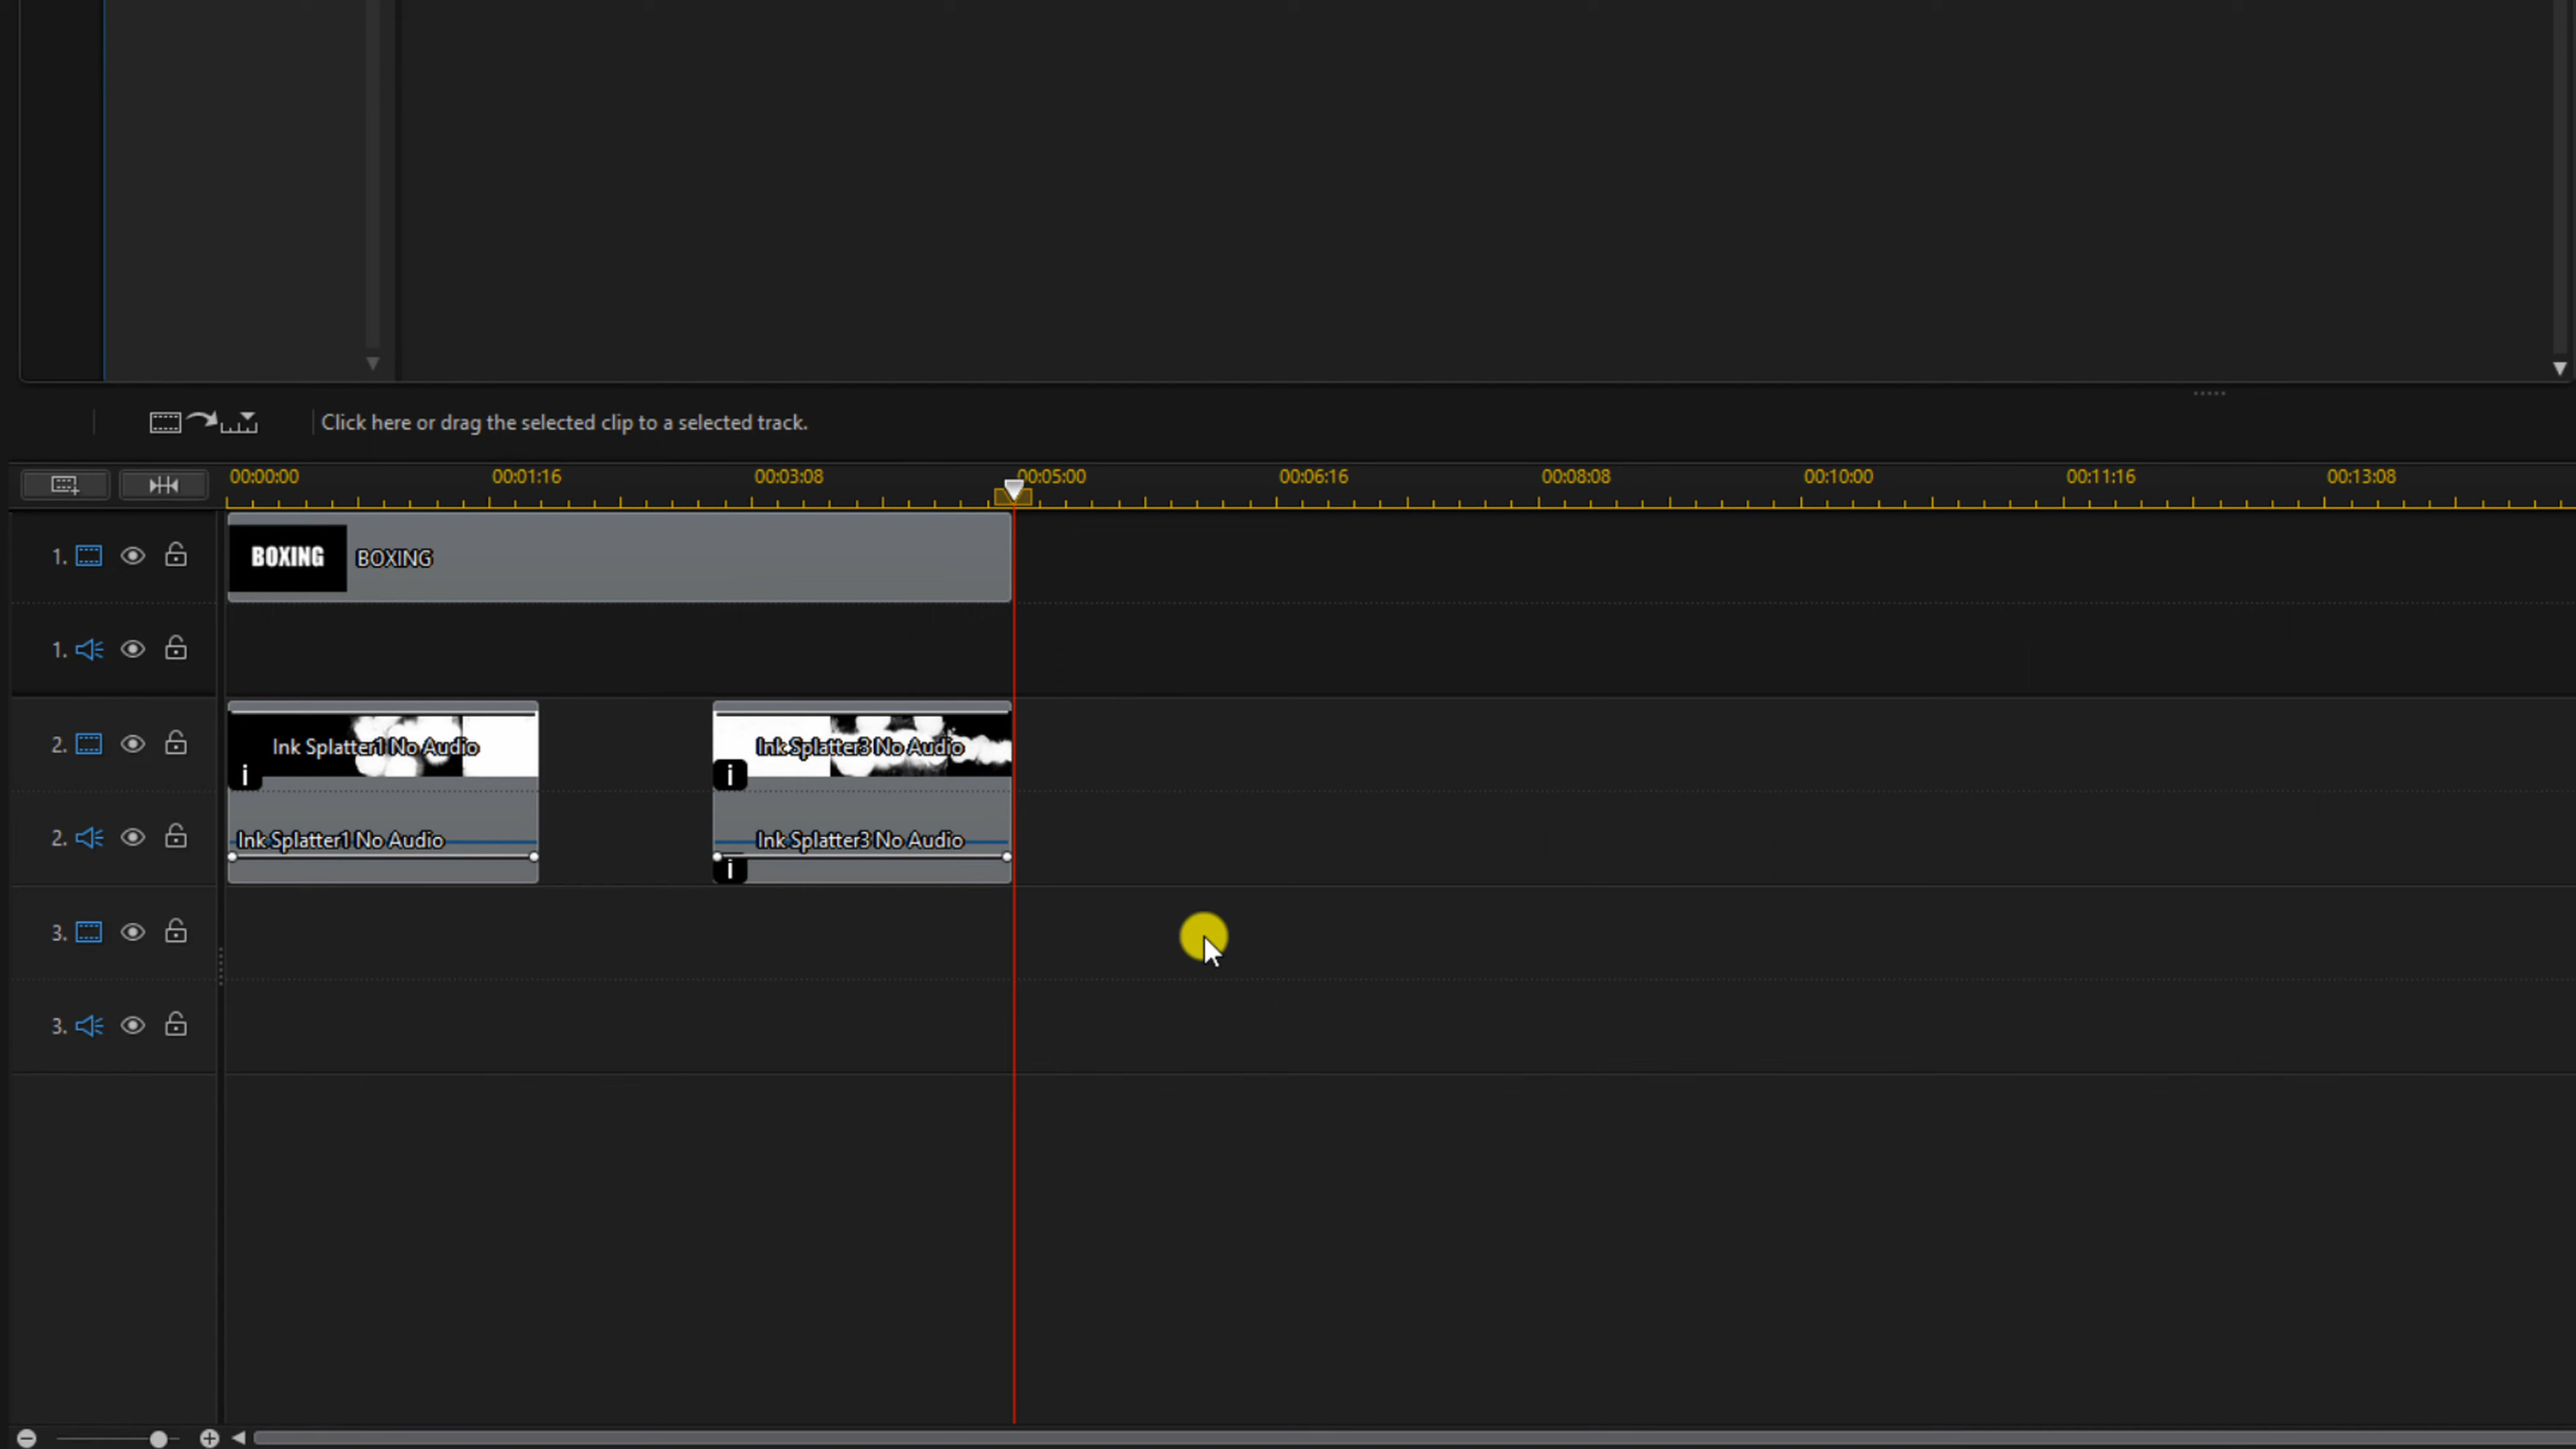 Click here or drag the selected clip to a selected track.
00:00:00 00:01:16 00:03:08 00:05:00 00:06:16 00:08:08 00:10:00 00:11:16 00:13:08
1. BOXING BOXING
1.
2. Ink Splatter1 No Audio Ink Splatter3 No Audio
i i
2. Ink Splatter1 No Audio Ink Splatter3 No Audio
i
3.
3.